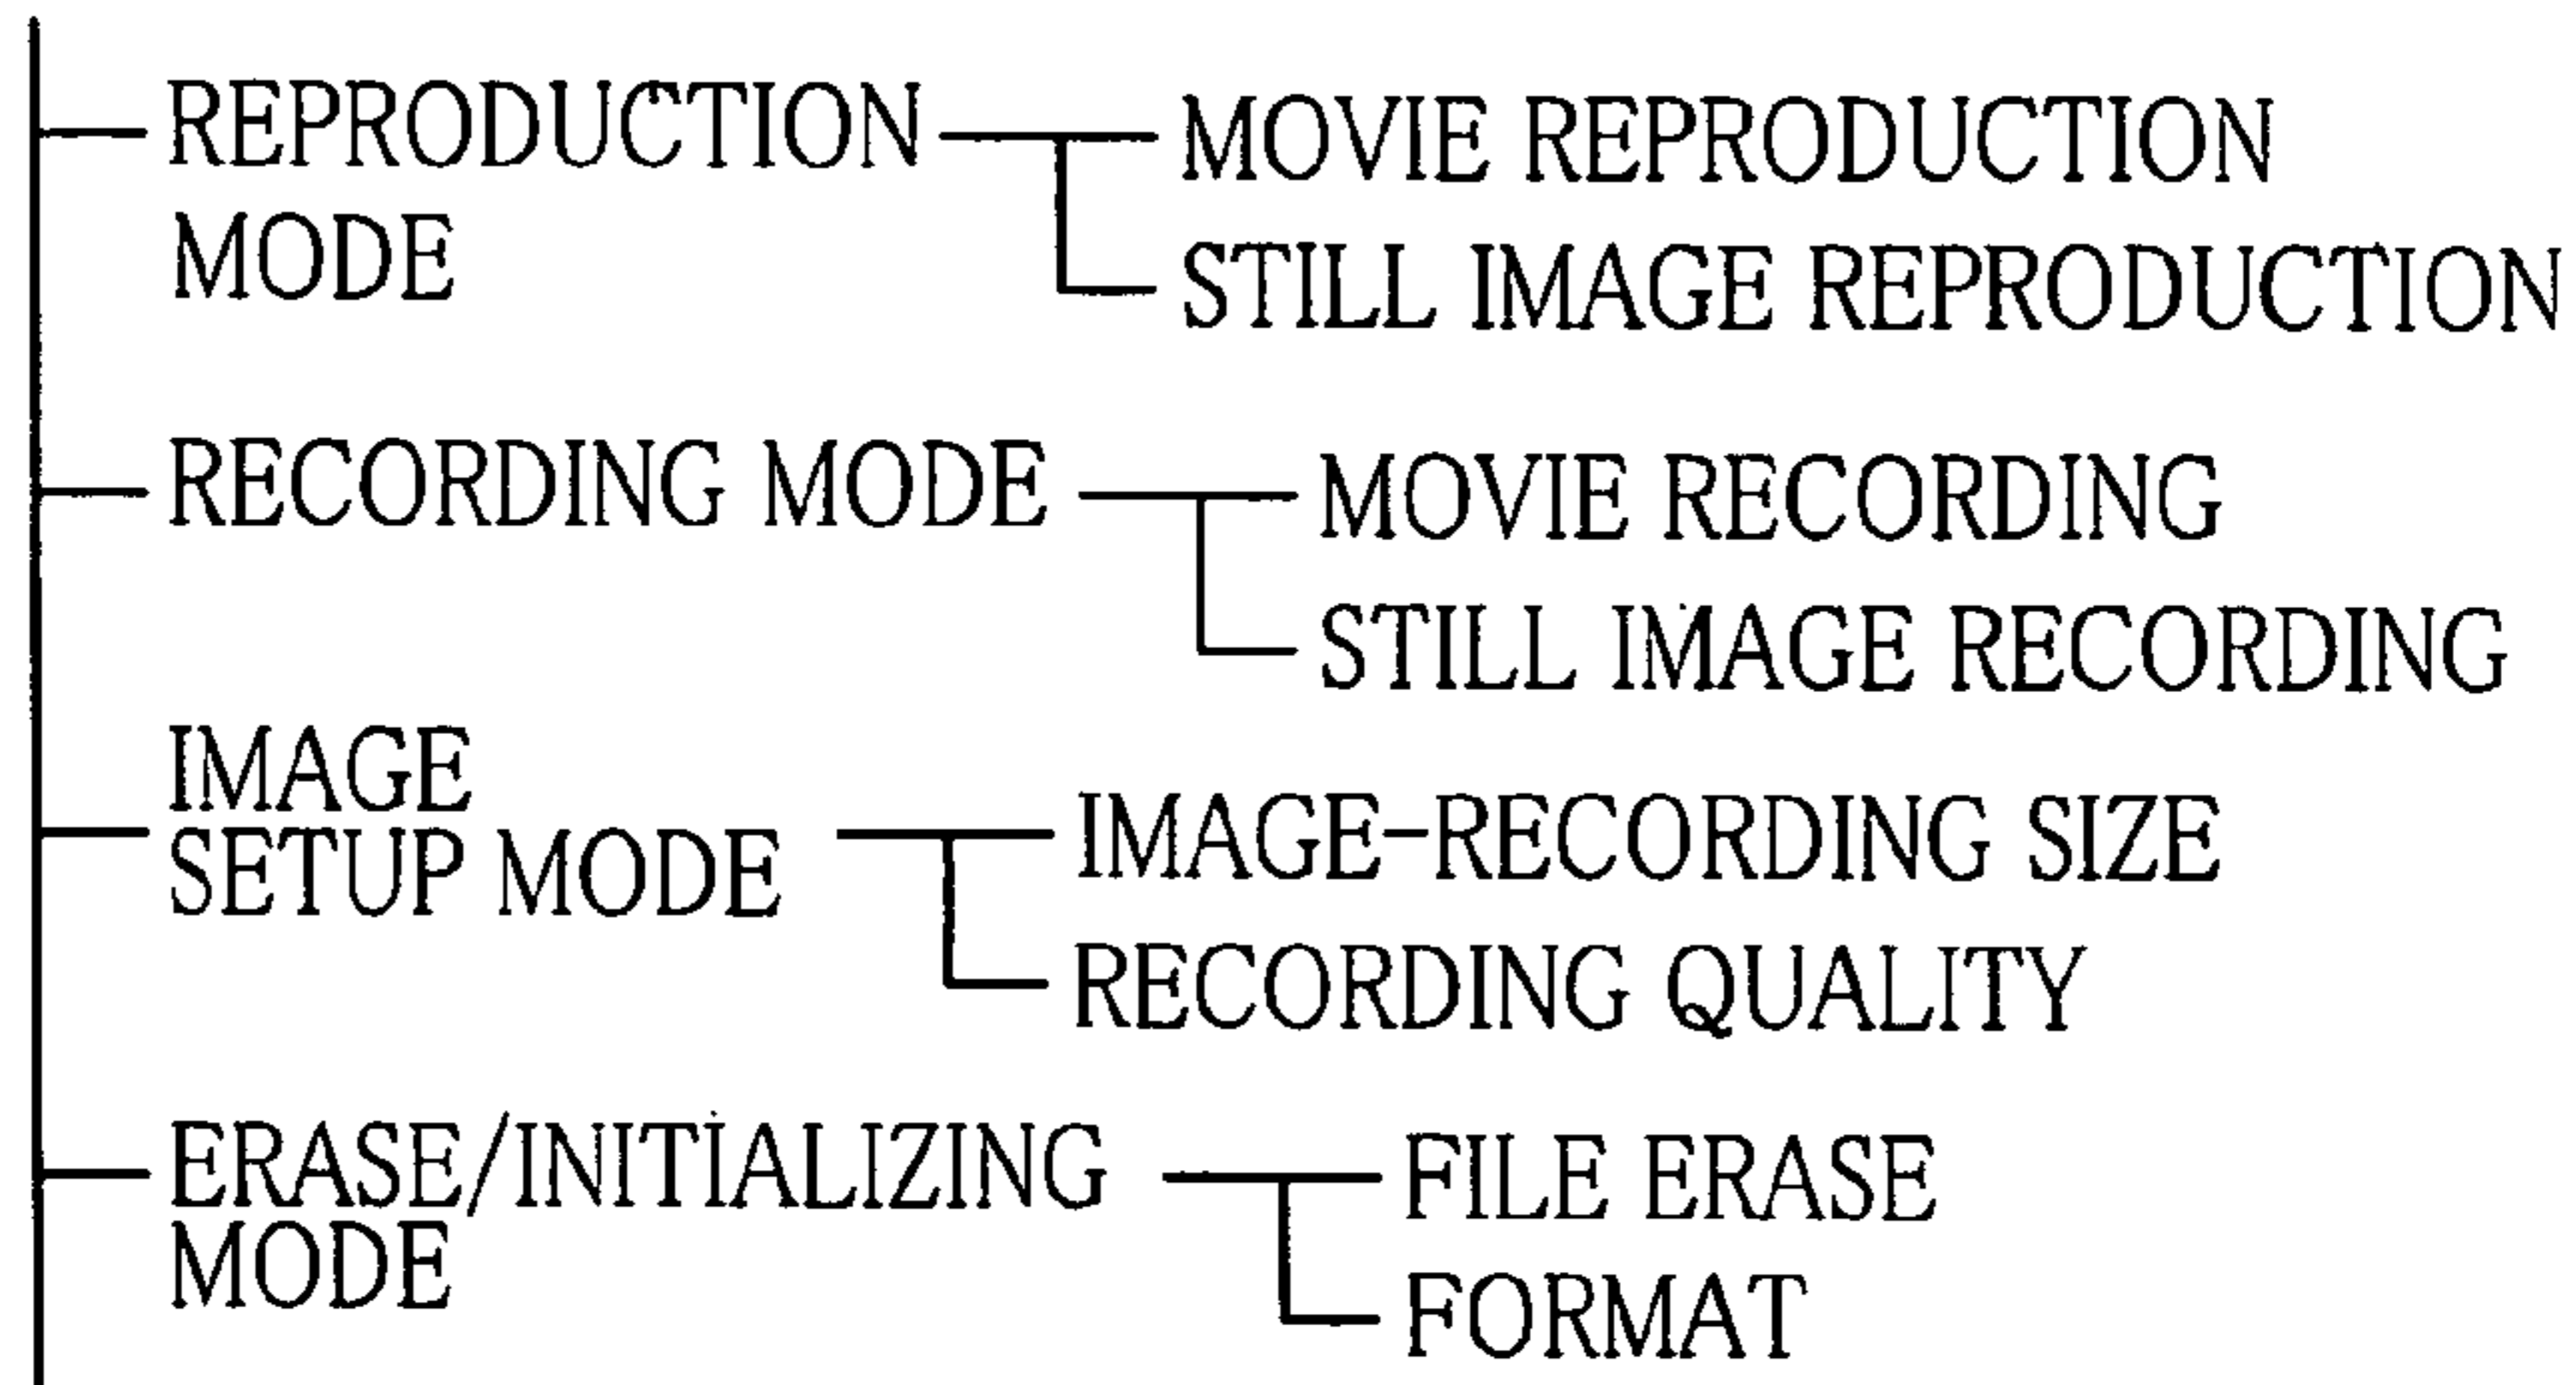 REPRODUCTION
MODE
MOVIE REPRODUCTION
STILL IMAGE REPRODUCTION
RECORDING MODE
MOVIE RECORDING
STILL IMAGE RECORDING
IMAGE
SETUP MODE
IMAGE-RECORDING SIZE
RECORDING QUALITY
ERASE/INITIALIZING
MODE
FILE ERASE
FORMAT